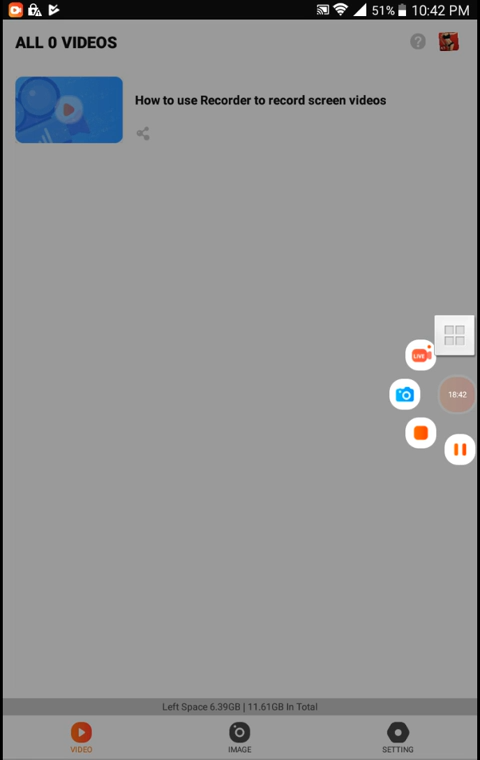 51% 10:42 PM
ALL 0 VIDEOS
How to use Recorder to record screen videos
LIVE
18:42
Left Space 6.39GB | 11.61GB In Total
VIDEO IMAGE SETTING